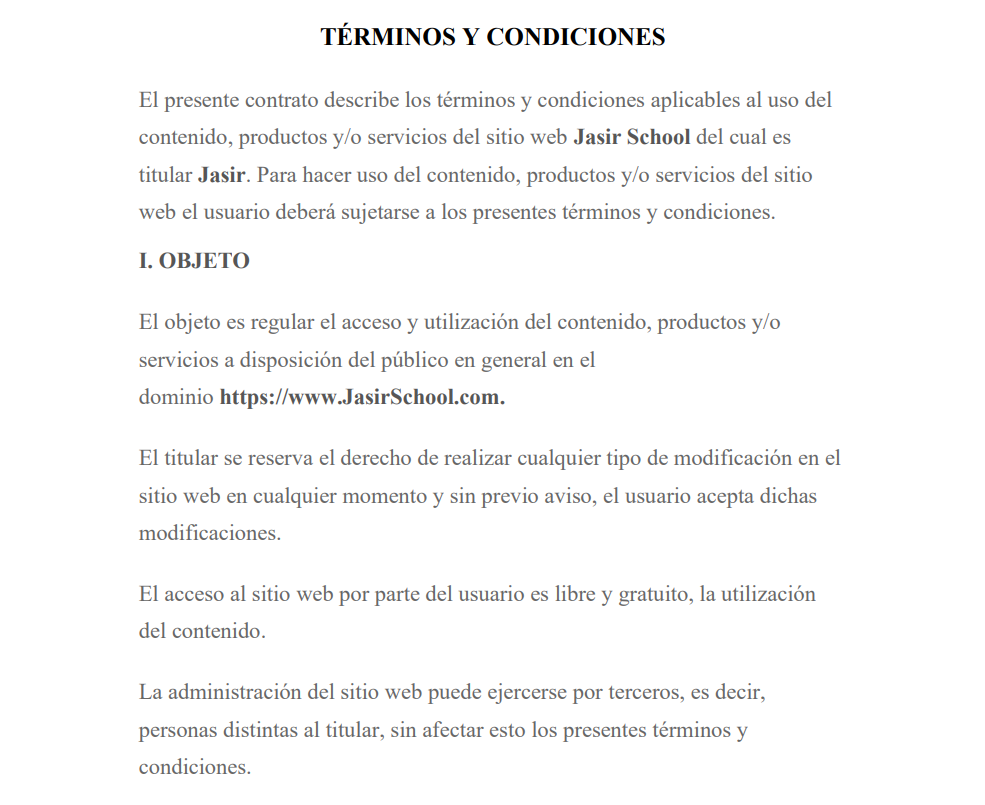 TÉRMINOS Y CONDICIONES
El presente contrato describe los términos y condiciones aplicables al uso del
contenido, productos y/o servicios del sitio web Jasir School del cual es
titular Jasir. Para hacer uso del contenido, productos y/o servicios del sitio
web el usuario deberá sujetarse a los presentes términos y condiciones.
I. OBJETO
El objeto es regular el acceso y utilización del contenido, productos y/o
servicios a disposición del público en general en el
dominio https://www.JasirSchool.com.
El titular se reserva el derecho de realizar cualquier tipo de modificación en el
sitio web en cualquier momento y sin previo aviso, el usuario acepta dichas
modificaciones.
El acceso al sitio web por parte del usuario es libre y gratuito, la utilización
del contenido.
La administración del sitio web puede ejercerse por terceros, es decir,
personas distintas al titular, sin afectar esto los presentes términos y
condiciones.